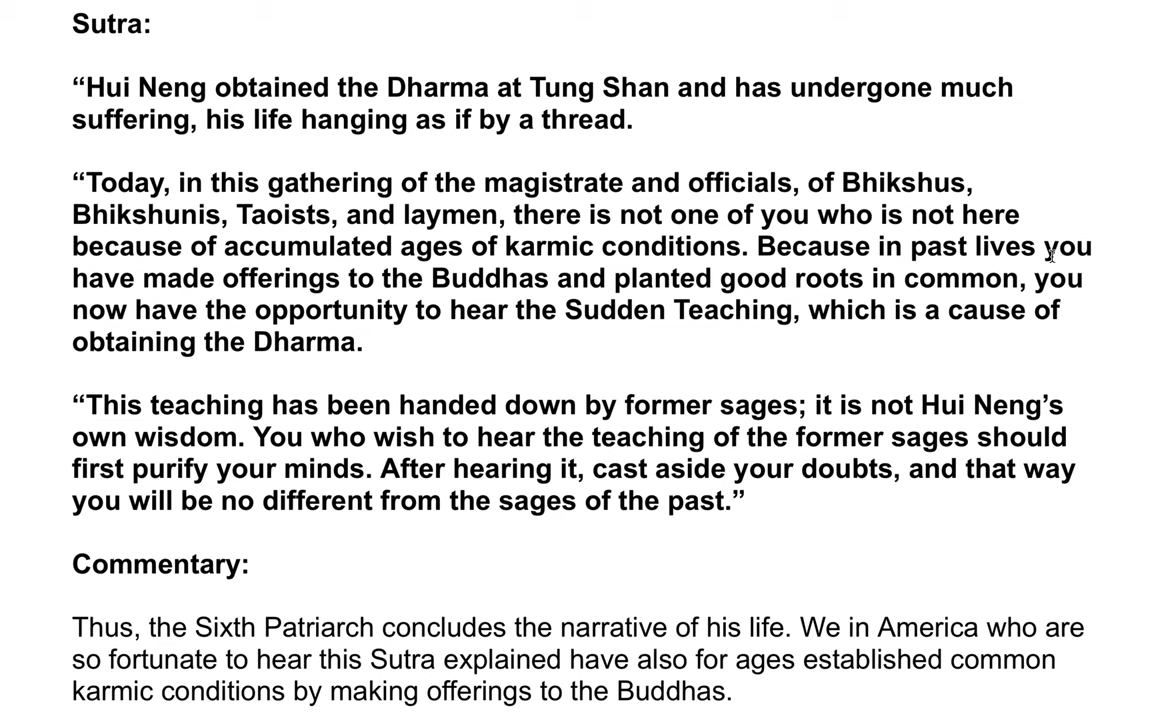 Sutra:
“Hui Neng obtained the Dharma at Tung Shan and has undergone much
suffering, his life hanging as if by a thread.
“Today, in this gathering of the magistrate and officials, of Bhikshus,
Bhikshunis, Taoists, and laymen, there is not one of you who is not here
because of accumulated ages of karmic conditions. Because in past lives you
have made offerings to the Buddhas and planted good roots in common, you
now have the opportunity to hear the Sudden Teaching, which is a cause of
obtaining the Dharma.
“This teaching has been handed down by former sages; it is not Hui Neng’s
own wisdom. You who wish to hear the teaching of the former sages should
first purify your minds. After hearing it, cast aside your doubts, and that way
you will be no different from the sages of the past.”
Commentary:
Thus, the Sixth Patriarch concludes the narrative of his life. We in America who are
so fortunate to hear this Sutra explained have also for ages established common
karmic conditions by making offerings to the Buddhas.